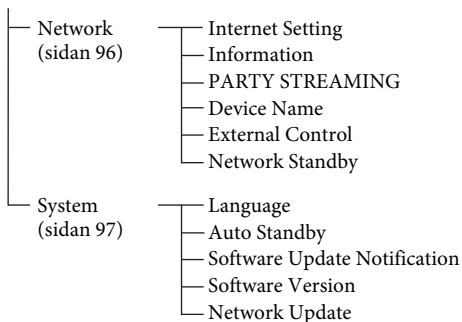 Network
(sidan 96)
Internet Setting
Information
PARTY STREAMING
Device Name
External Control
Network Standby
System
(sidan 97)
Language
Auto Standby
Software Update Notification
Software Version
Network Update